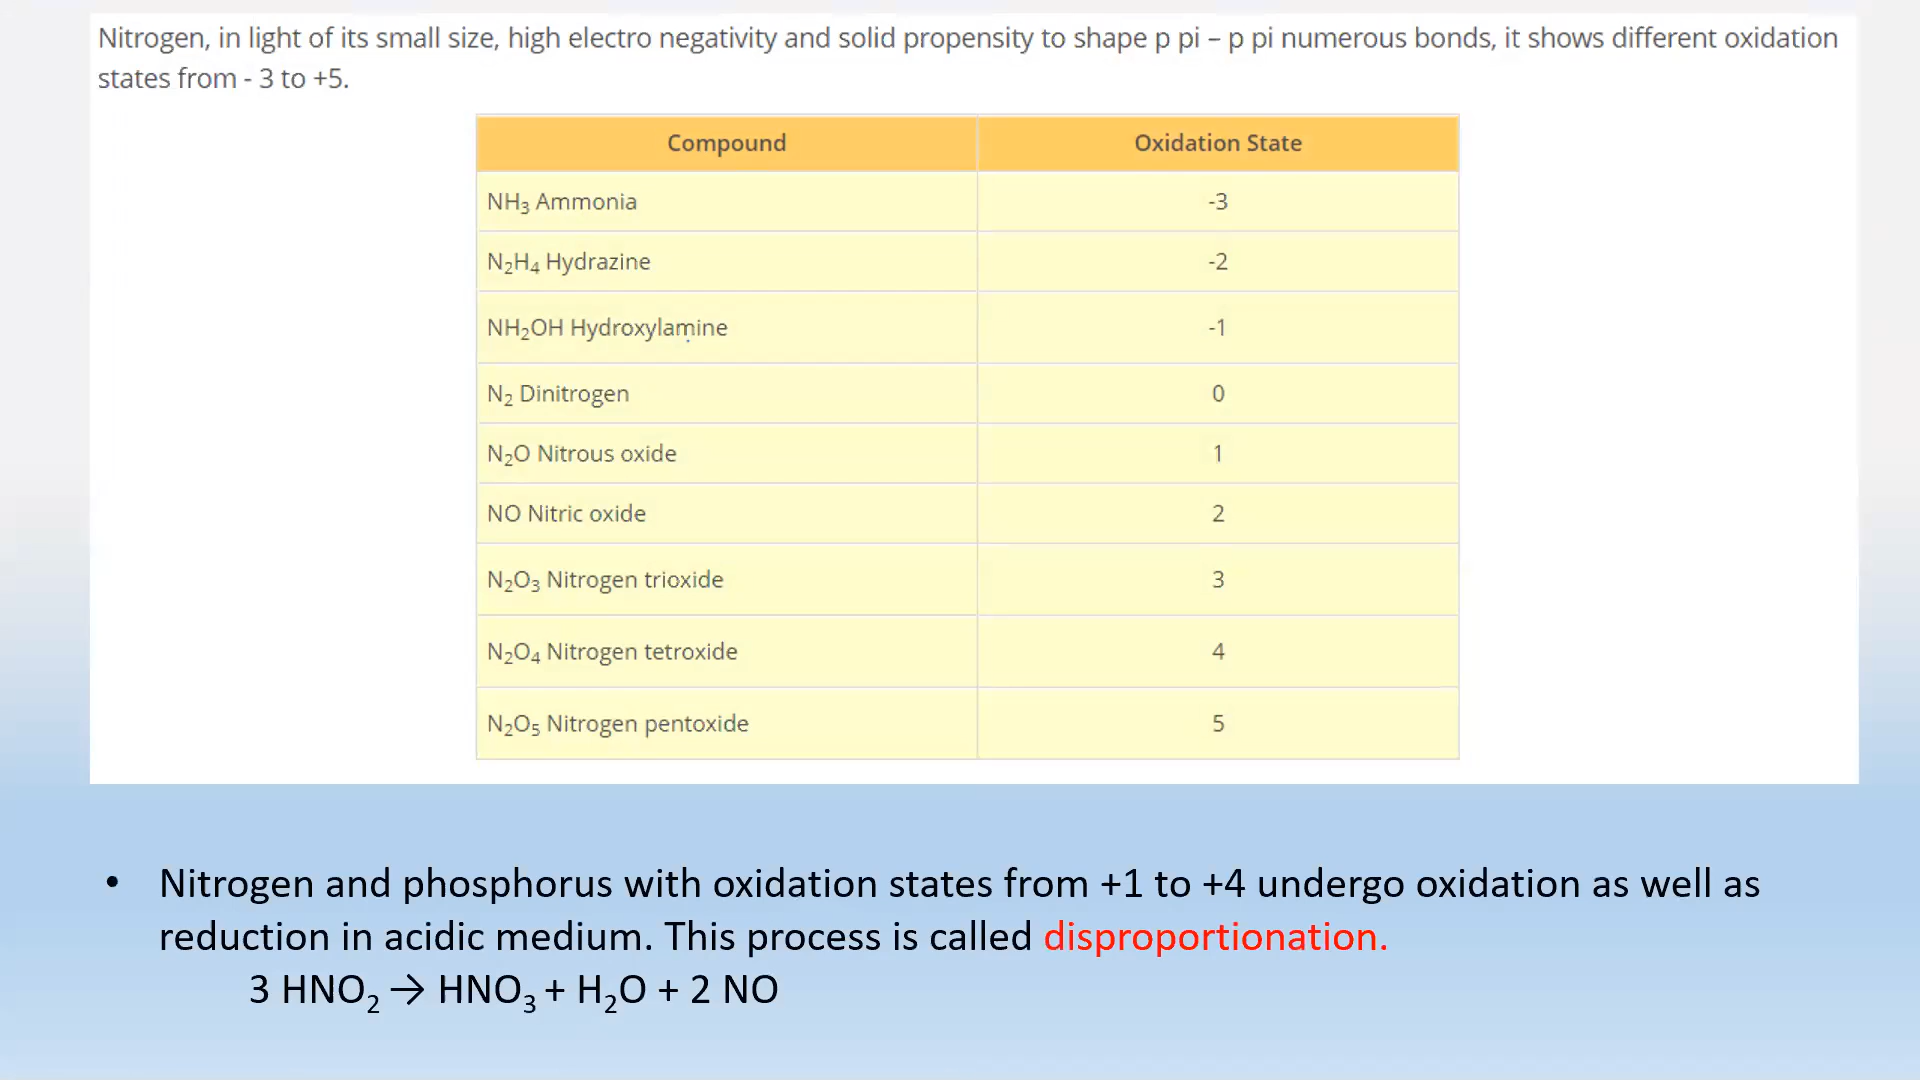 Nitrogen, in light of its small size, high electro negativity and solid propensity to shape p pi – p pi numerous bonds, it shows different oxidation
states from - 3 to +5.
Compound Oxidation State
NH₃ Ammonia -3
N₂H₄ Hydrazine -2
NH₂OH Hydroxylamine -1
N₂ Dinitrogen 0
N₂O Nitrous oxide 1
NO Nitric oxide 2
N₂O₃ Nitrogen trioxide 3
N₂O₄ Nitrogen tetroxide 4
N₂O₅ Nitrogen pentoxide 5
• Nitrogen and phosphorus with oxidation states from +1 to +4 undergo oxidation as well as
reduction in acidic medium. This process is called disproportionation.
3 HNO₂ → HNO₃ + H₂O + 2 NO